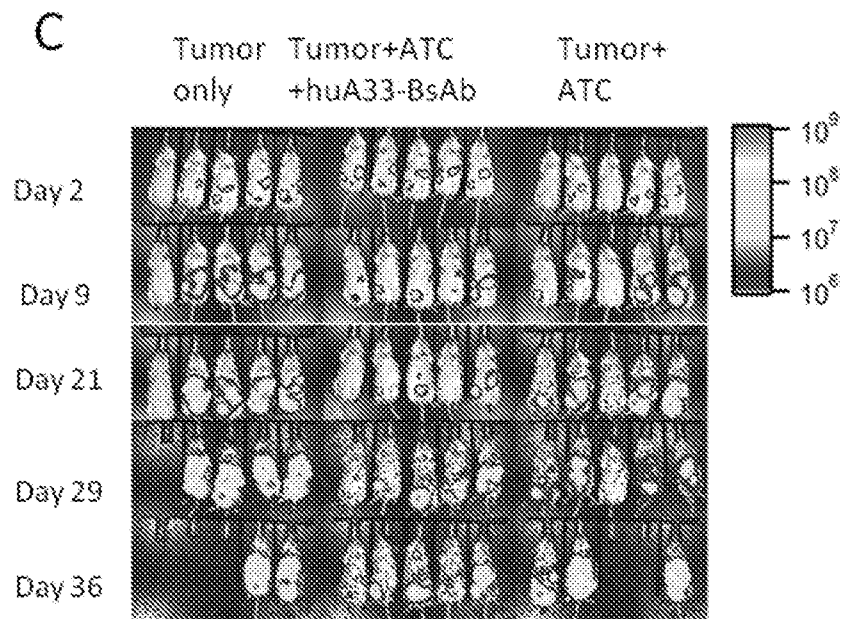 C
Tumor only
Tumor+ATC +huA33-BsAb
Tumor+ ATC
Day 2
Day 9
Day 21
Day 29
Day 36
10⁹
10⁸
10⁷
10⁶